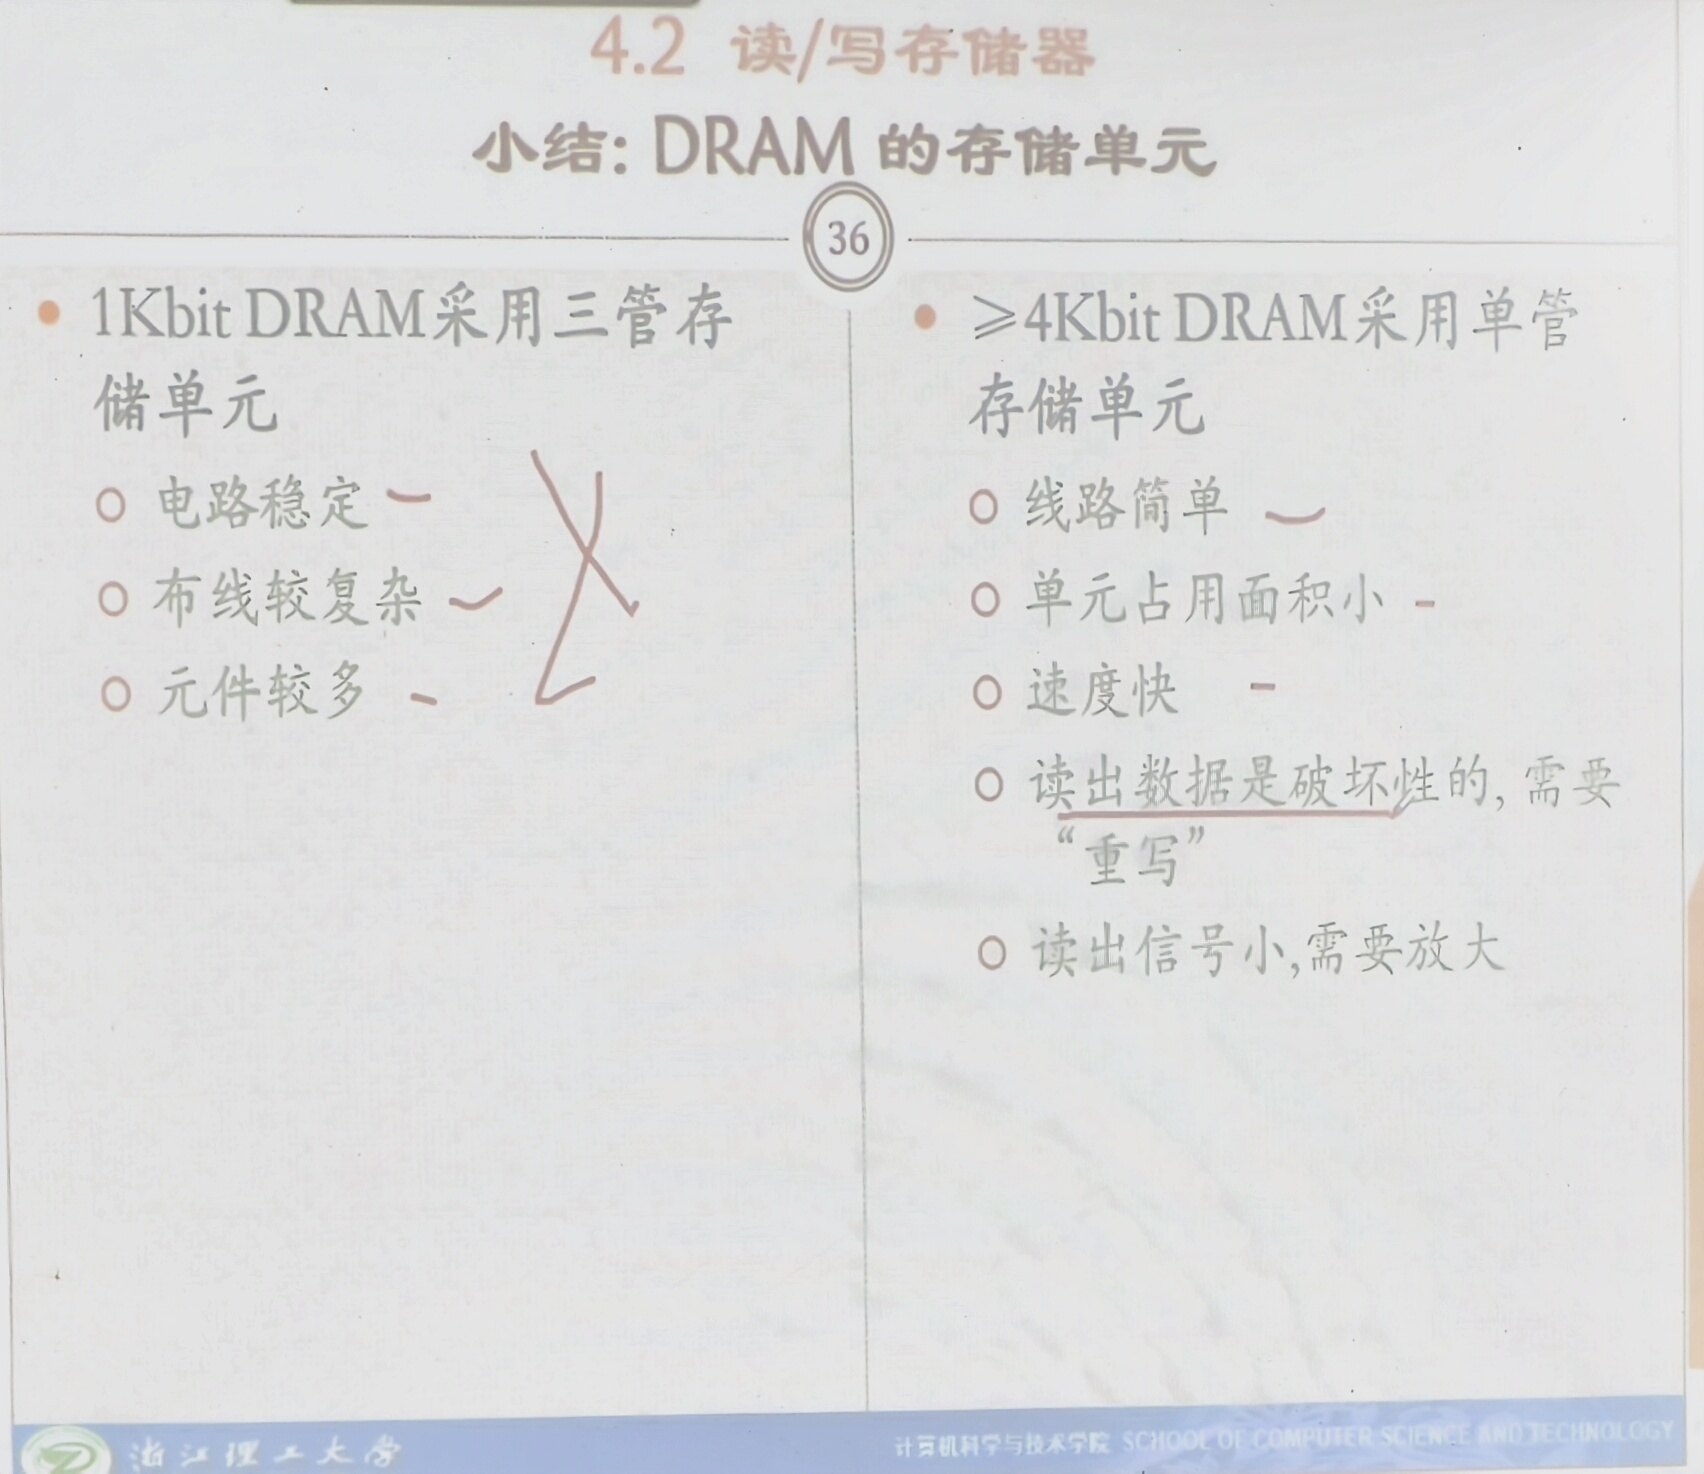 4.2 读/写存储器
小结: DRAM 的存储单元
36
1Kbit DRAM采用三管存
储单元
电路稳定
布线较复杂
元件较多
≥4Kbit DRAM采用单管
存储单元
线路简单
单元占用面积小
速度快
读出数据是破坏性的, 需要
“重写”
读出信号小,需要放大
浙江理工大学
计算机科学与技术学院 SCHOOL OF COMPUTER SCIENCE AND TECHNOLOGY